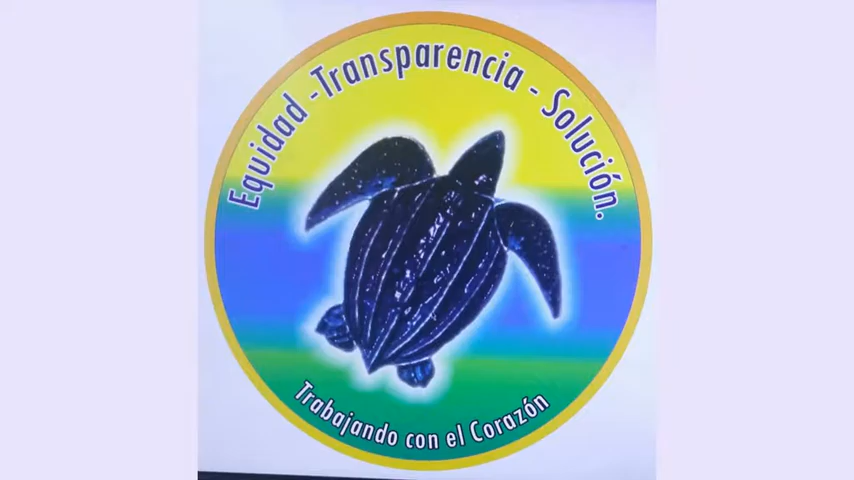 Equidad -Transparencia - Solución.
Trabajando con el Corazón